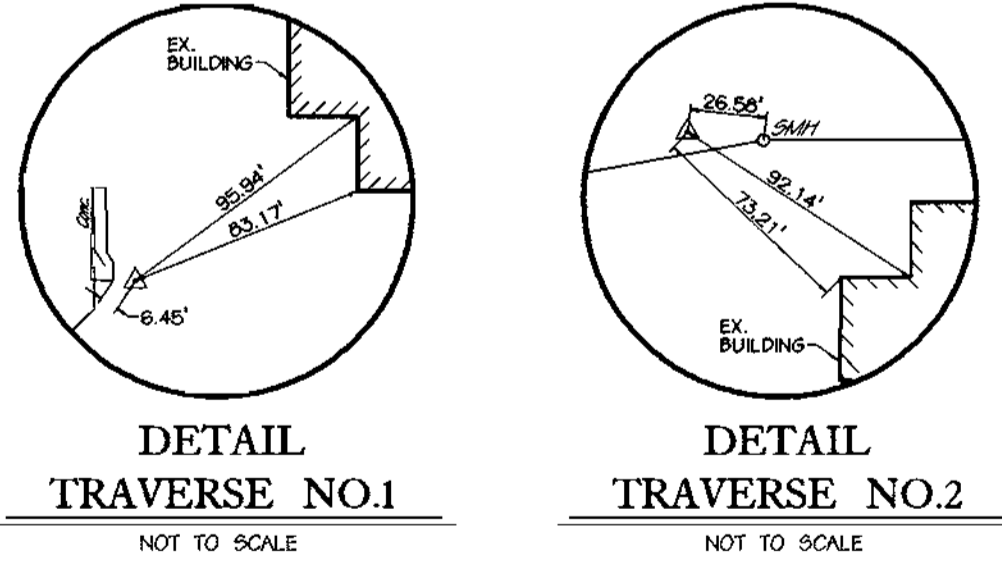 EX.
BUILDING
95.94'
83.17'
Conc.
6.45'
DETAIL
TRAVERSE NO.1
NOT TO SCALE
26.58'
SMH
92.14'
73.21'
EX.
BUILDING
DETAIL
TRAVERSE NO.2
NOT TO SCALE